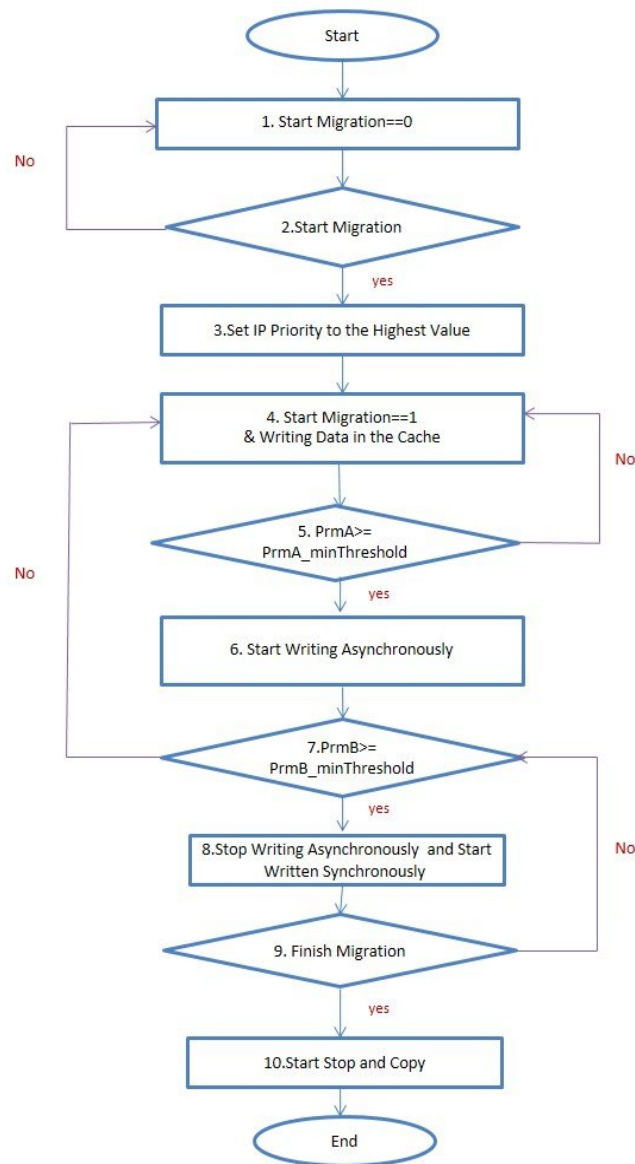 Start
1. Start Migration==0
No
2.Start Migration
yes
3.Set IP Priority to the Highest Value
4. Start Migration==1
& Writing Data in the Cache
No
5. PrmA>=
PrmA_minThreshold
No
yes
6. Start Writing Asynchronously
7.PrmB>=
PrmB_minThreshold
yes
8.Stop Writing Asynchronously and Start
Written Synchronously
No
9. Finish Migration
yes
10.Start Stop and Copy
End